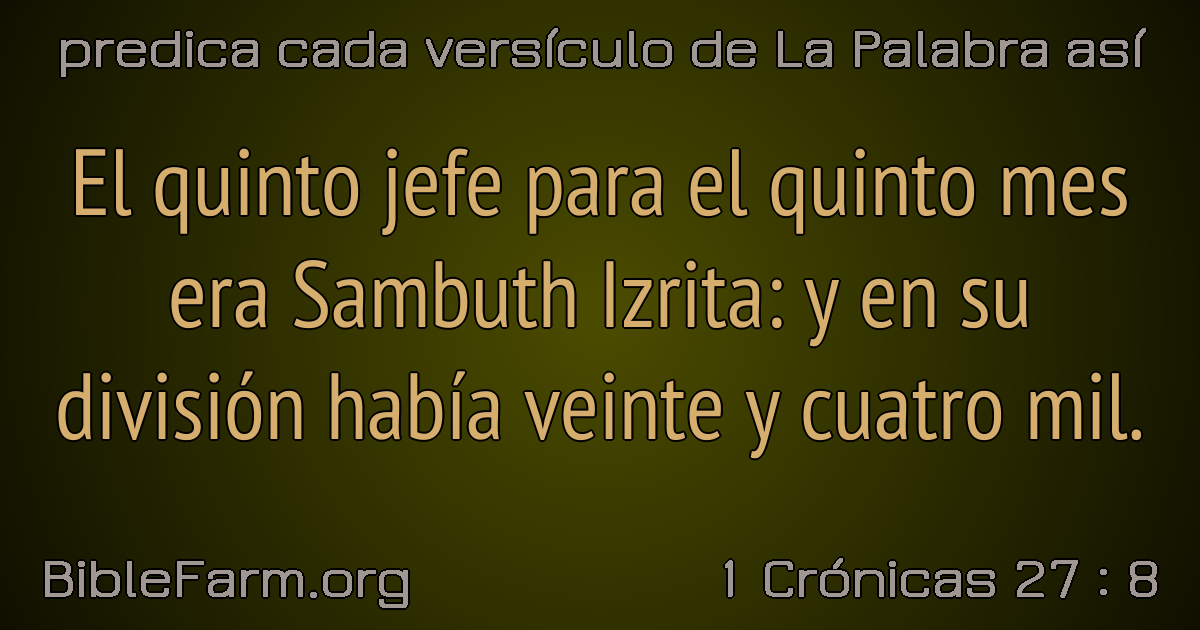 predica cada versículo de La Palabra así
El quinto jefe para el quinto mes
era Sambuth Izrita: y en su
división había veinte y cuatro mil.
BibleFarm.org
1 Crónicas 27 : 8